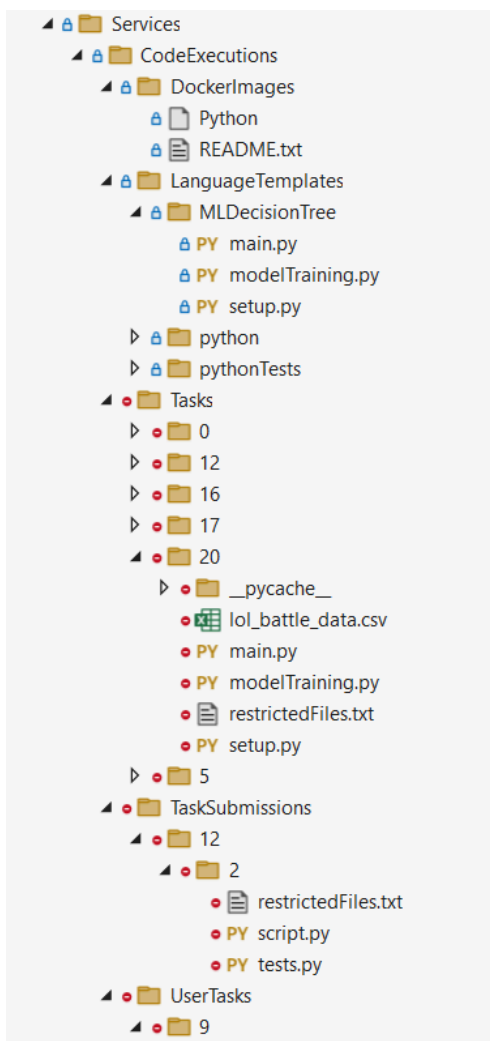 Services
CodeExecutions
DockerImages
Python
README.txt
LanguageTemplates
MLDecisionTree
PY main.py
PY modelTraining.py
PY setup.py
python
pythonTests
Tasks
0
12
16
17
20
__pycache__
lol_battle_data.csv
PY main.py
PY modelTraining.py
restrictedFiles.txt
PY setup.py
5
TaskSubmissions
12
2
restrictedFiles.txt
PY script.py
PY tests.py
UserTasks
9